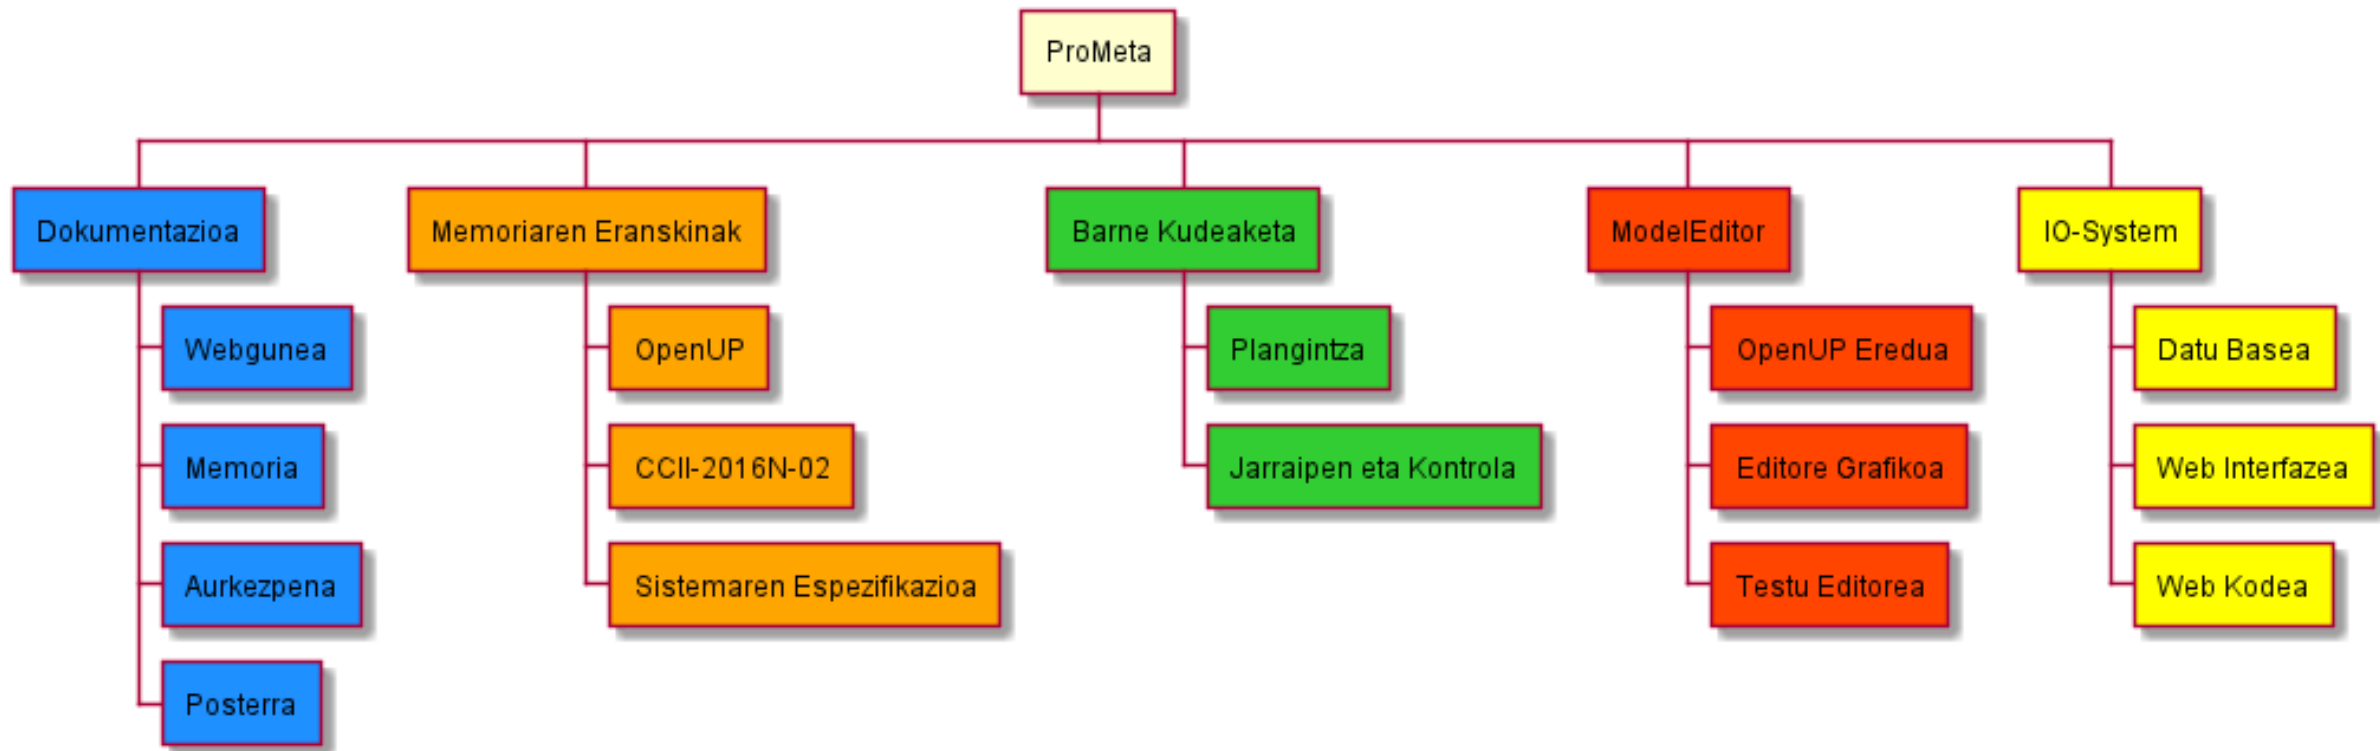 ProMeta
Dokumentazioa
Webgunea
Memoria
Aurkezpena
Posterra
Memoriaren Eranskinak
OpenUP
CCII-2016N-02
Sistemaren Espezifikazioa
Barne Kudeaketa
Plangintza
Jarraipen eta Kontrola
ModelEditor
OpenUP Eredua
Editore Grafikoa
Testu Editorea
IO-System
Datu Basea
Web Interfazea
Web Kodea